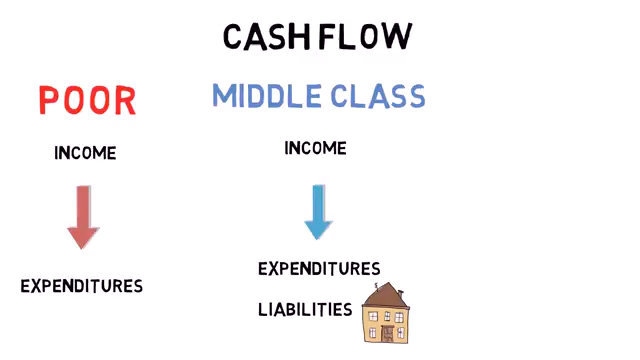 CASH FLOW
POOR
INCOME
EXPENDITURES
MIDDLE CLASS
INCOME
EXPENDITURES
LIABILITIES